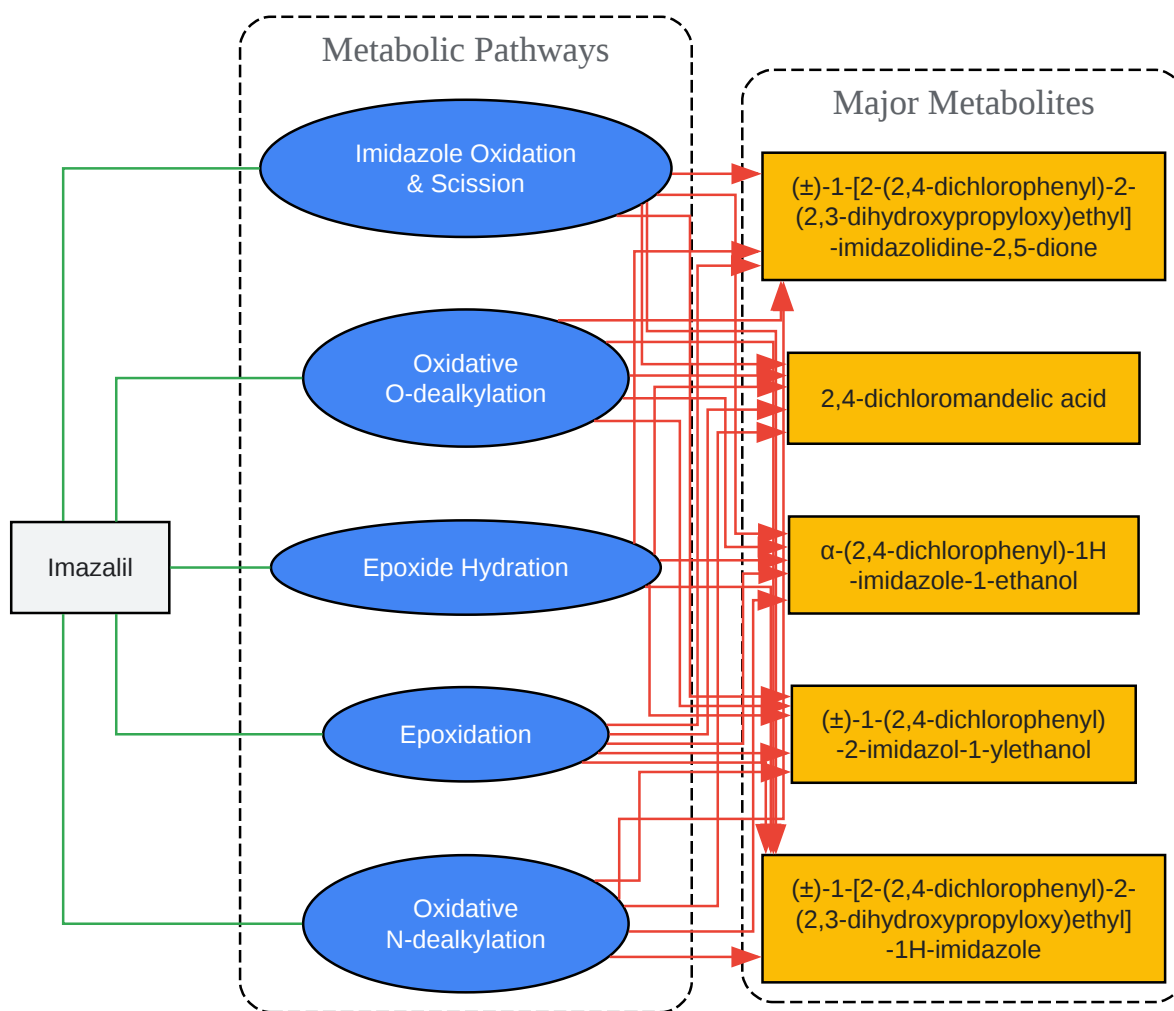 Metabolic Pathways
Major Metabolites
Imidazole Oxidation
& Scission
(±)-1-[2-(2,4-dichlorophenyl)-2-
(2,3-dihydroxypropyloxy)ethyl]
-imidazolidine-2,5-dione
Oxidative
O-dealkylation
2,4-dichloromandelic acid
Imazalil
Epoxide Hydration
α-(2,4-dichlorophenyl)-1H
-imidazole-1-ethanol
Epoxidation
(±)-1-(2,4-dichlorophenyl)
-2-imidazol-1-ylethanol
Oxidative
N-dealkylation
(±)-1-[2-(2,4-dichlorophenyl)-2-
(2,3-dihydroxypropyloxy)ethyl]
-1H-imidazole